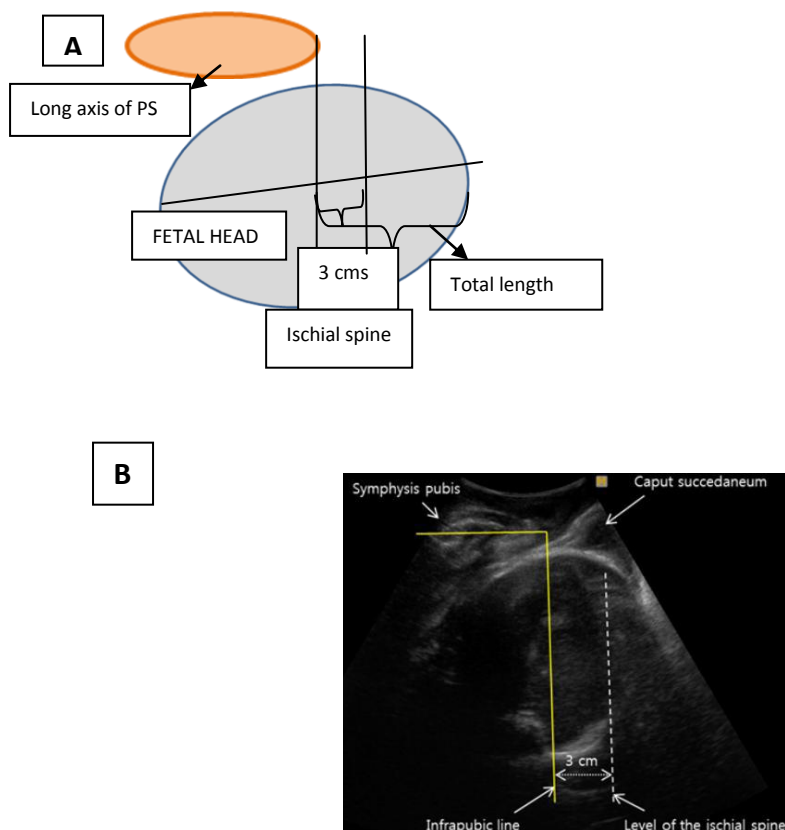 A
Long axis of PS
FETAL HEAD
3 cms
Total length
Ischial spine
B
Symphysis pubis
Caput succedaneum
3 cm
Infrapubic line
Level of the ischial spine